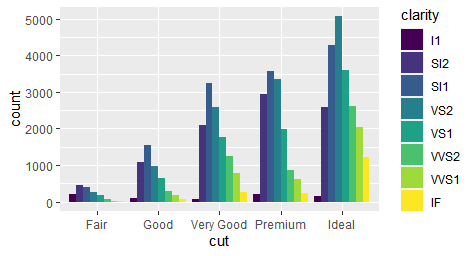 clarity
5000
4000
3000
2000
1000
0
count
Fair
Good
Very Good
Premium
Ideal
cut
I1
SI2
SI1
VS2
VS1
VVS2
VVS1
IF